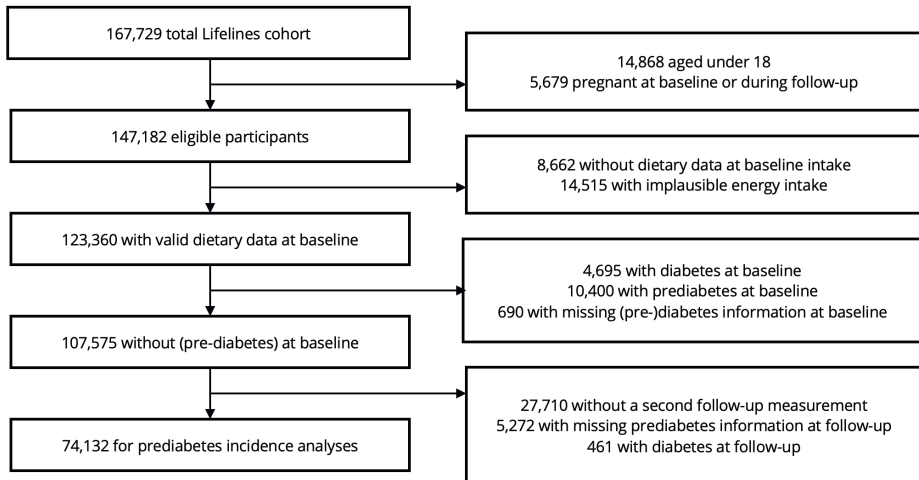 167,729 total Lifelines cohort
14,868 aged under 18
5,679 pregnant at baseline or during follow-up
147,182 eligible participants
8,662 without dietary data at baseline intake
14,515 with implausible energy intake
123,360 with valid dietary data at baseline
4,695 with diabetes at baseline
10,400 with prediabetes at baseline
690 with missing (pre-)diabetes information at baseline
107,575 without (pre-diabetes) at baseline
27,710 without a second follow-up measurement
5,272 with missing prediabetes information at follow-up
461 with diabetes at follow-up
74,132 for prediabetes incidence analyses